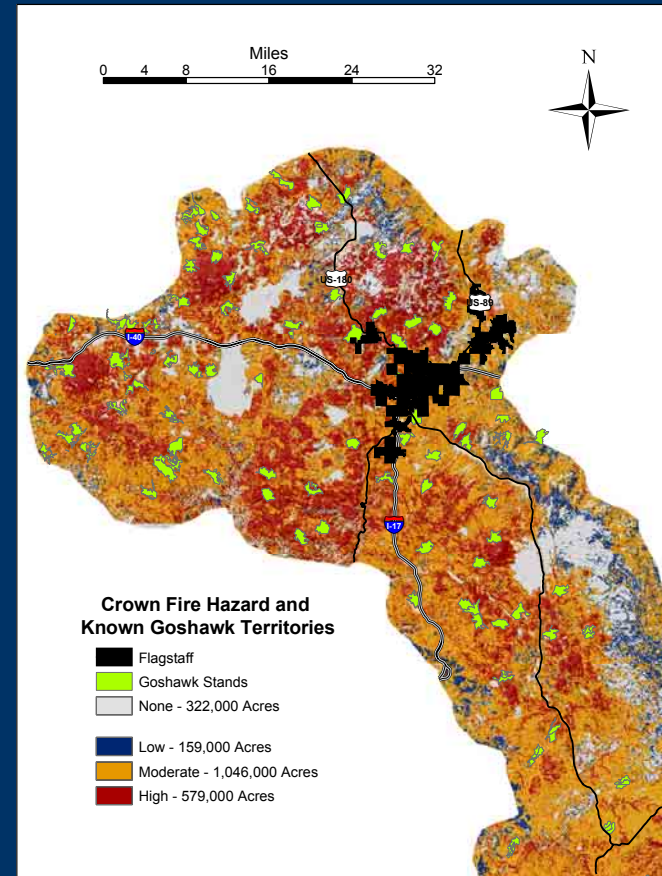 Miles
0 4 8 16 24 32
N
US-180
US-89
I-40
I-17
Crown Fire Hazard and
Known Goshawk Territories
Flagstaff
Goshawk Stands
None - 322,000 Acres
Low - 159,000 Acres
Moderate - 1,046,000 Acres
High - 579,000 Acres